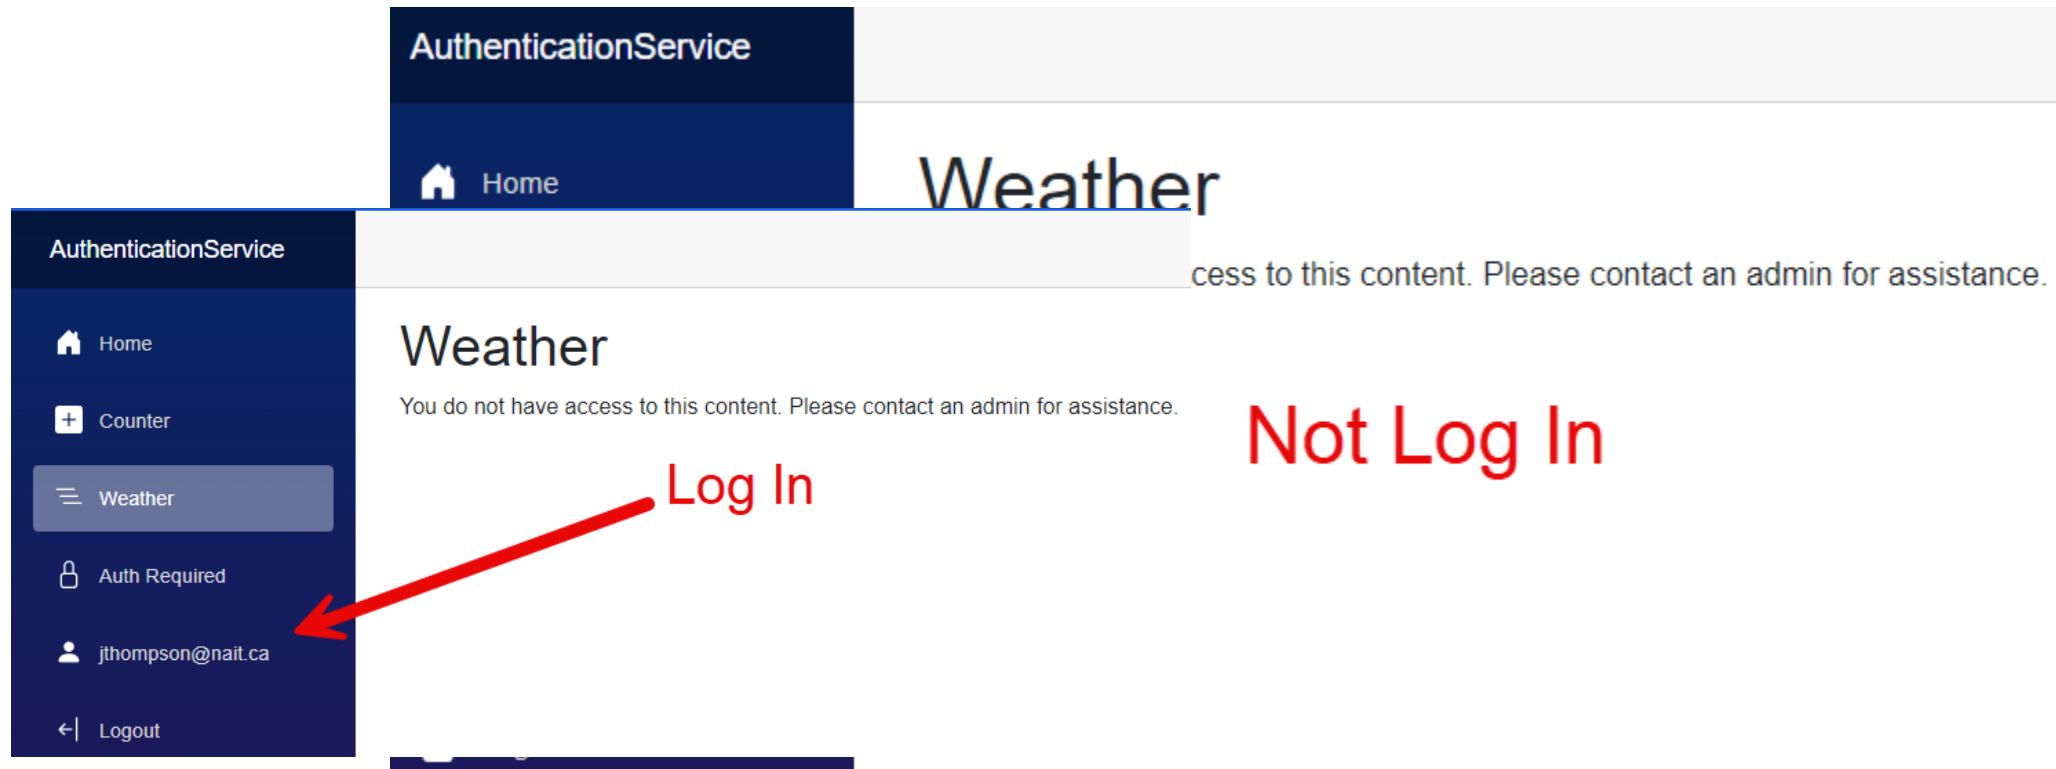 AuthenticationService
Home
Weather
cess to this content. Please contact an admin for assistance.
Not Log In
AuthenticationService
Home
Counter
Weather
Auth Required
jthompson@nait.ca
Logout
Weather
You do not have access to this content. Please contact an admin for assistance.
Log In